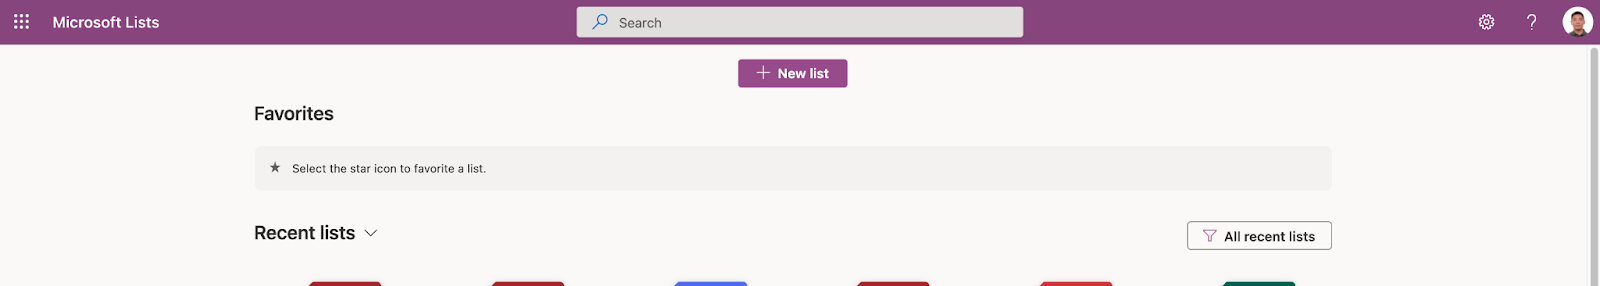 Microsoft Lists
Search
?
+ New list
Favorites
Select the star icon to favorite a list.
Recent lists
All recent lists